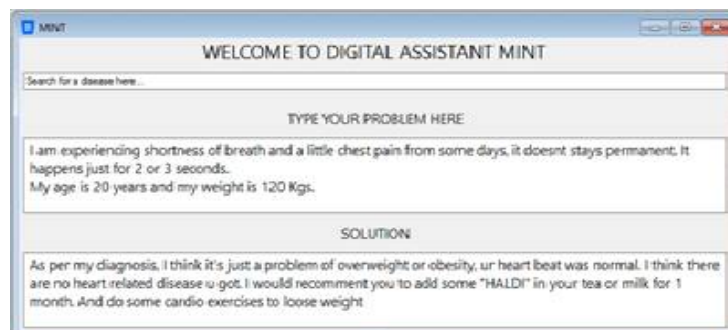 MINT
WELCOME TO DIGITAL ASSISTANT MINT
Search for a disease here...
TYPE YOUR PROBLEM HERE
I am experiencing shortness of breath and a little chest pain from some days, it doesnt stays permanent. It
happens just for 2 or 3 seconds.
My age is 20 years and my weight is 120 Kgs.
SOLUTION
As per my diagnosis, I think it's just a problem of overweight or obesity, ur heart beat was normal. I think there
are no heart related disease u got. I would recomment you to add some "HALDI" in your tea or milk for 1
month. And do some cardio exercises to loose weight